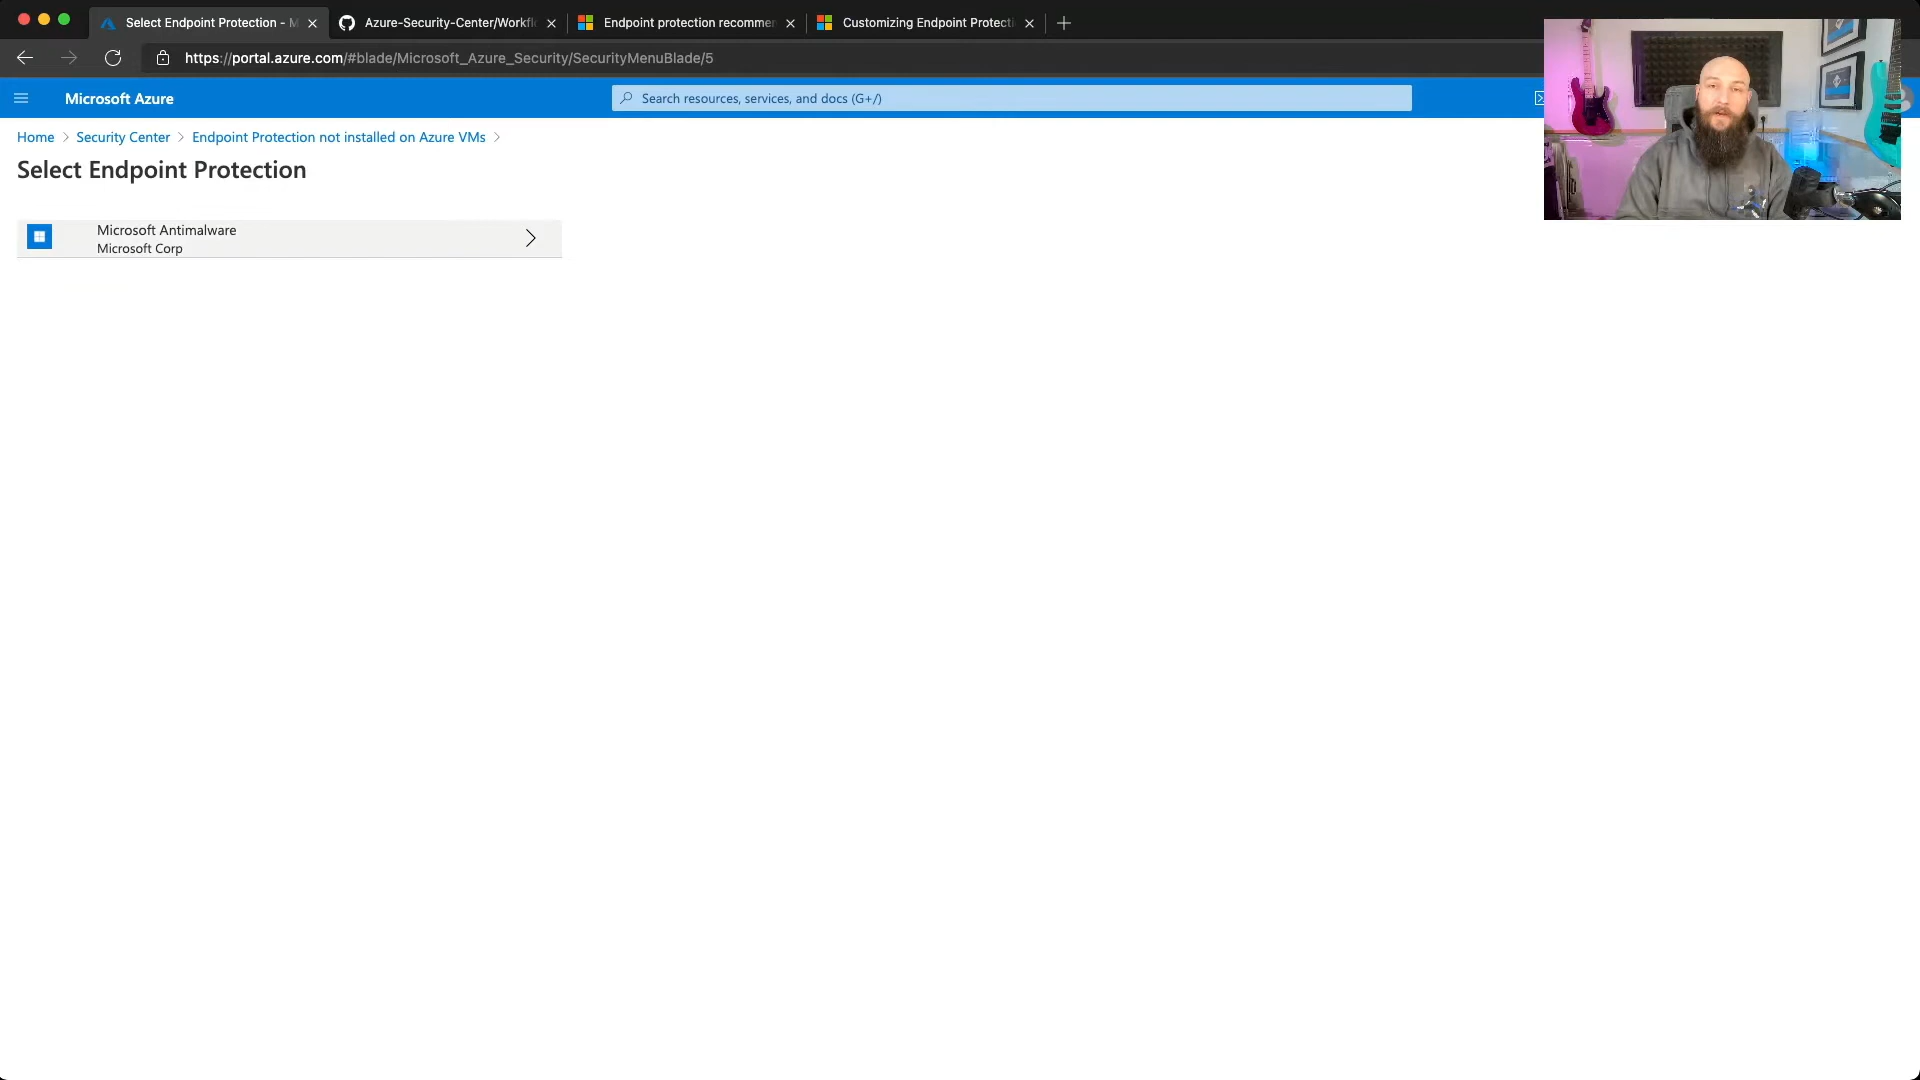 Select Endpoint Protection - M
Azure-Security-Center/Workfl
Endpoint protection recommen
Customizing Endpoint Protecti
https://portal.azure.com/#blade/Microsoft_Azure_Security/SecurityMenuBlade/5
Microsoft Azure
Search resources, services, and docs (G+/)
Home > Security Center > Endpoint Protection not installed on Azure VMs >
Select Endpoint Protection
Microsoft Antimalware
Microsoft Corp